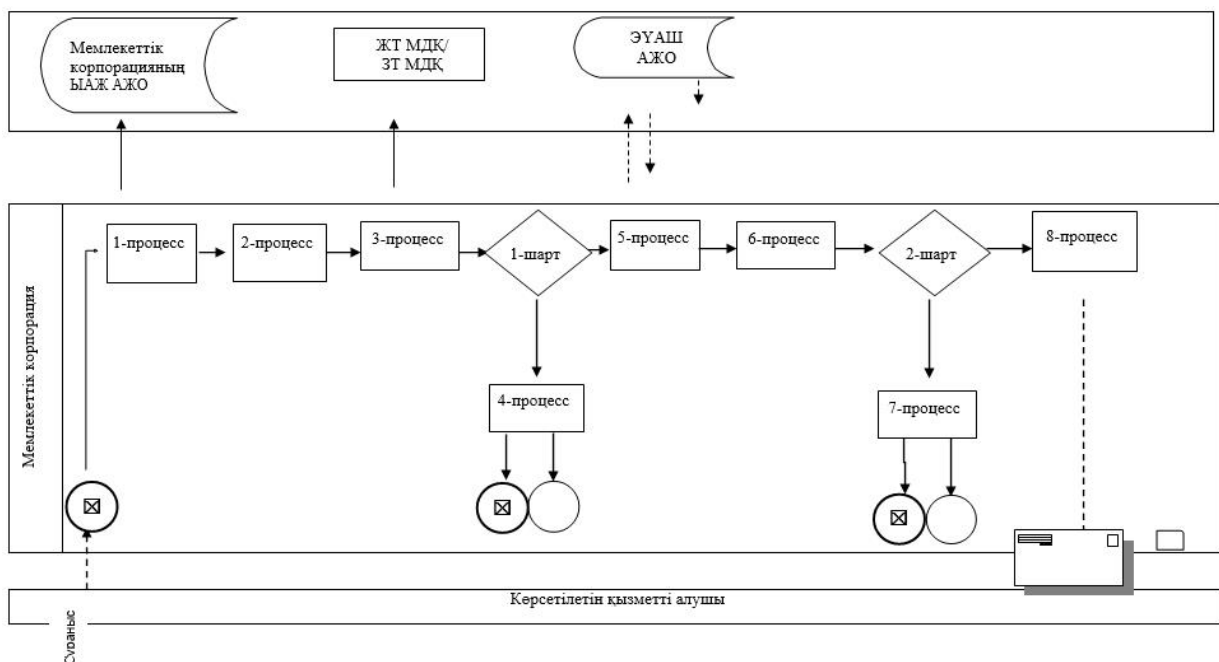 Мемлекеттік
корпорацияның
ЫАЖ АЖО
ЖТ МДҚ/
ЗТ МДҚ
ЭҮАШ
АЖО
Мемлекеттік корпорация
1-процесс
2-процесс
3-процесс
1-шарт
5-процесс
6-процесс
2-шарт
8-процесс
4-процесс
7-процесс
Көрсетілетін қызметті алушы
Сұраныс